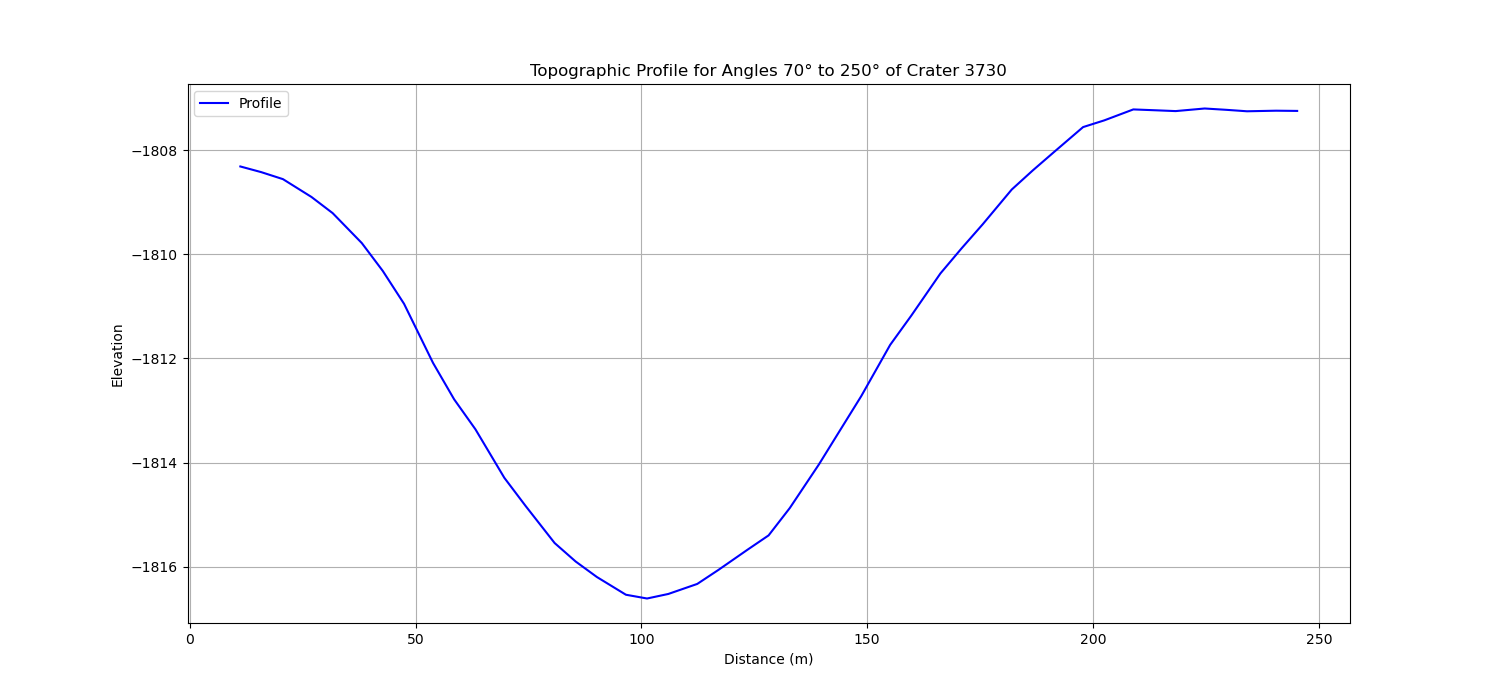 Topographic Profile for Angles 70° to 250° of Crater 3730
Profile
−1808
−1810
−1812
−1814
−1816
Elevation
0 50 100 150 200 250
Distance (m)